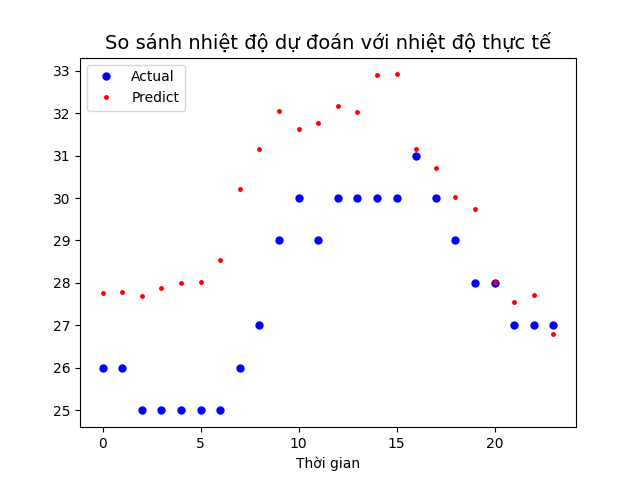 So sánh nhiệt độ dự đoán với nhiệt độ thực tế
Actual
Predict
33
32
31
30
29
28
27
26
25
0 5 10 15 20
Thời gian